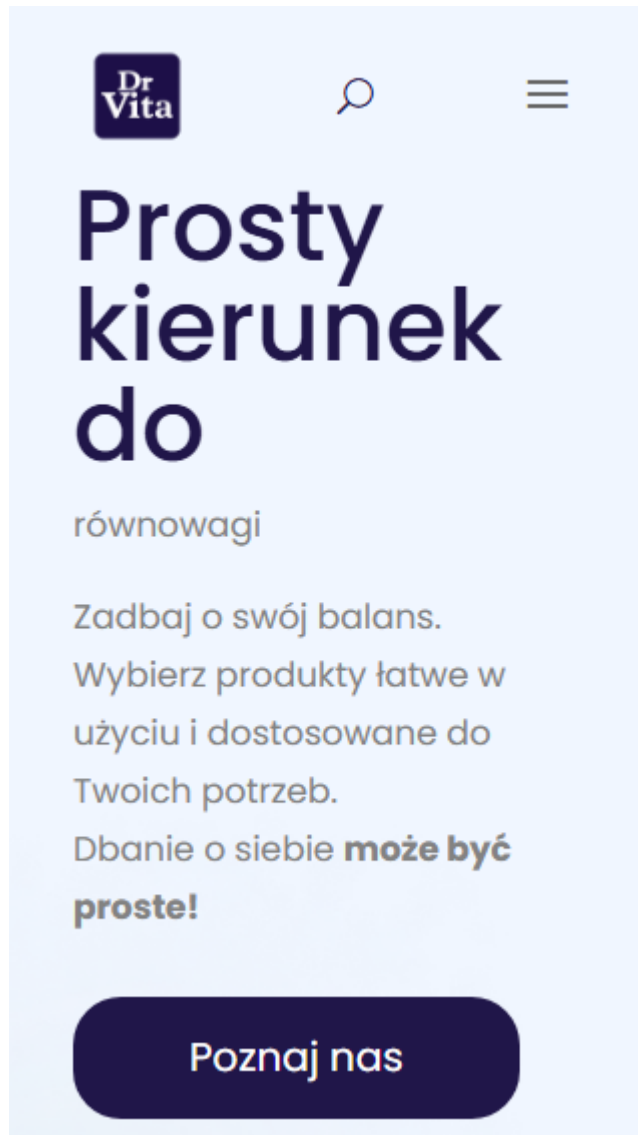 Dr
Vita
Prosty
kierunek
do
równowagi
Zadbaj o swój balans.
Wybierz produkty łatwe w
użyciu i dostosowane do
Twoich potrzeb.
Dbanie o siebie może być
proste!
Poznaj nas